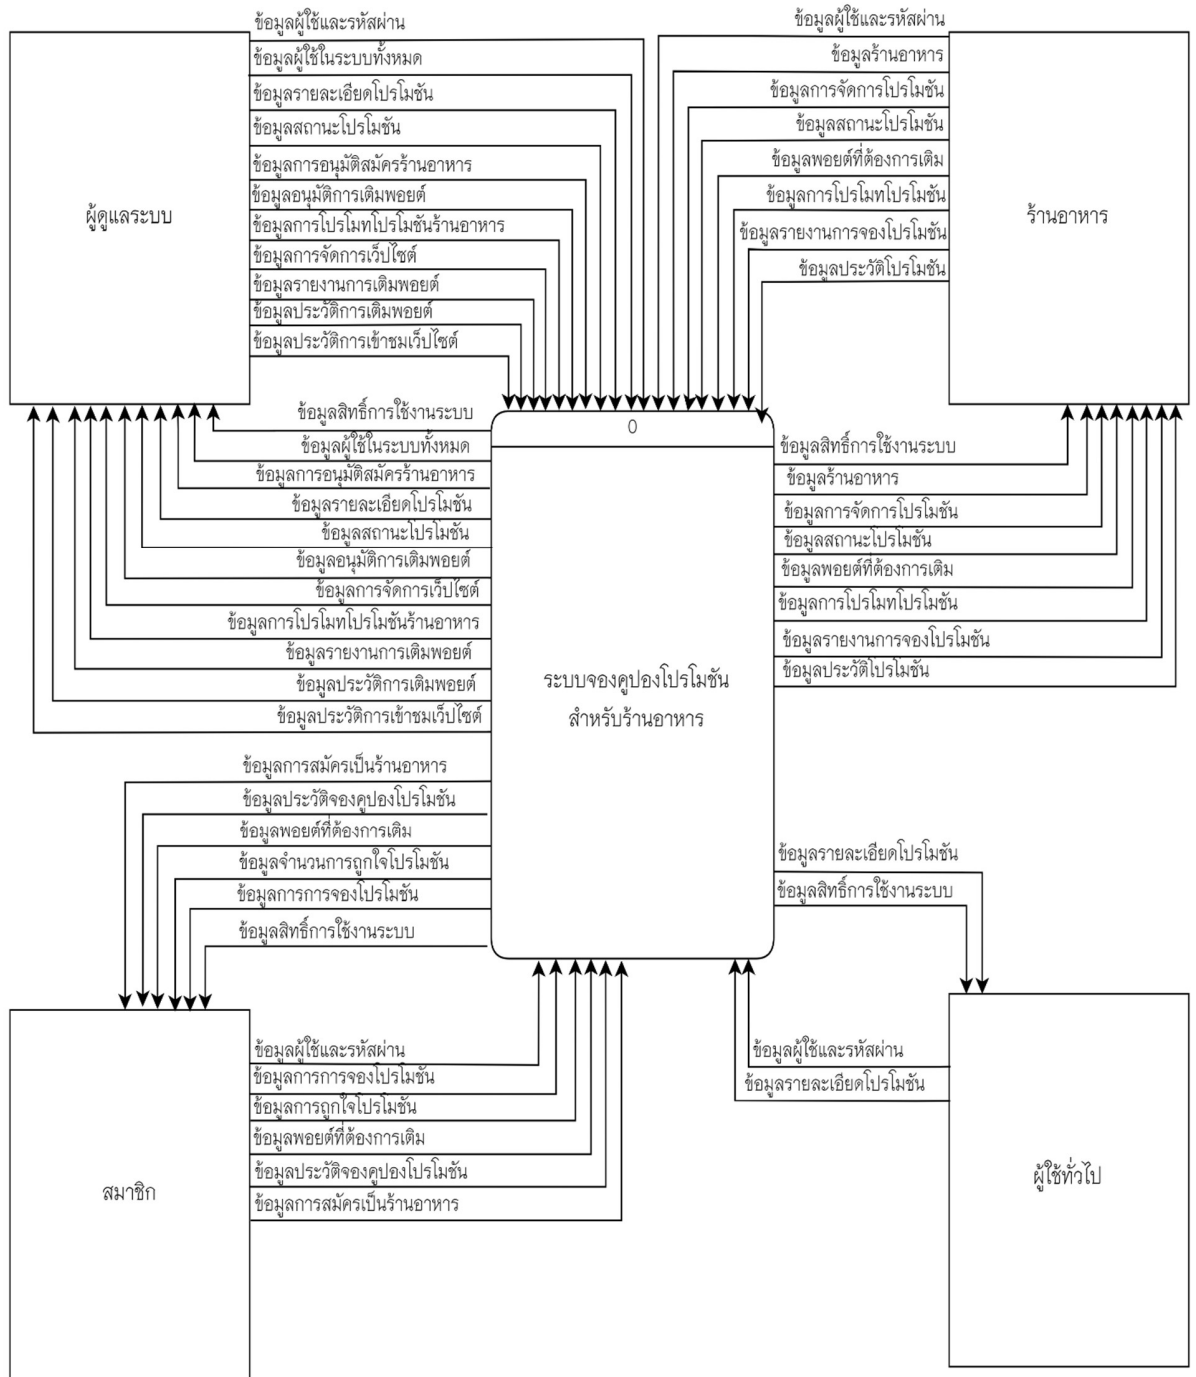 ข้อมูลผู้ใช้และรหัสผ่าน
ข้อมูลผู้ใช้ในระบบทั้งหมด
ข้อมูลรายละเอียดโปรโมชัน
ข้อมูลสถานะโปรโมชัน
ข้อมูลการอนุมัติสมัครร้านอาหาร
ข้อมูลอนุมัติการเติมพอยต์
ข้อมูลการโปรโมทโปรโมชันร้านอาหาร
ข้อมูลการจัดการเว็ปไซต์
ข้อมูลรายงานการเติมพอยต์
ข้อมูลประวัติการเติมพอยต์
ข้อมูลประวัติการเข้าชมเว็ปไซต์
ผู้ดูแลระบบ
ข้อมูลผู้ใช้และรหัสผ่าน
ข้อมูลร้านอาหาร
ข้อมูลการจัดการโปรโมชัน
ข้อมูลสถานะโปรโมชัน
ข้อมูลพอยต์ที่ต้องการเติม
ข้อมูลการโปรโมทโปรโมชัน
ข้อมูลรายงานการจองโปรโมชัน
ข้อมูลประวัติโปรโมชัน
ร้านอาหาร
ข้อมูลสิทธิ์การใช้งานระบบ
ข้อมูลผู้ใช้ในระบบทั้งหมด
ข้อมูลการอนุมัติสมัครร้านอาหาร
ข้อมูลรายละเอียดโปรโมชัน
ข้อมูลสถานะโปรโมชัน
ข้อมูลอนุมัติการเติมพอยต์
ข้อมูลการจัดการเว็ปไซต์
ข้อมูลการโปรโมทโปรโมชันร้านอาหาร
ข้อมูลรายงานการเติมพอยต์
ข้อมูลประวัติการเติมพอยต์
ข้อมูลประวัติการเข้าชมเว็ปไซต์
0
ระบบจองคูปองโปรโมชัน
สำหรับร้านอาหาร
ข้อมูลสิทธิ์การใช้งานระบบ
ข้อมูลร้านอาหาร
ข้อมูลการจัดการโปรโมชัน
ข้อมูลสถานะโปรโมชัน
ข้อมูลพอยต์ที่ต้องการเติม
ข้อมูลการโปรโมทโปรโมชัน
ข้อมูลรายงานการจองโปรโมชัน
ข้อมูลประวัติโปรโมชัน
ข้อมูลการสมัครเป็นร้านอาหาร
ข้อมูลประวัติจองคูปองโปรโมชัน
ข้อมูลพอยต์ที่ต้องการเติม
ข้อมูลจำนวนการถูกใจโปรโมชัน
ข้อมูลการการจองโปรโมชัน
ข้อมูลสิทธิ์การใช้งานระบบ
ข้อมูลรายละเอียดโปรโมชัน
ข้อมูลสิทธิ์การใช้งานระบบ
ข้อมูลผู้ใช้และรหัสผ่าน
ข้อมูลการการจองโปรโมชัน
ข้อมูลการถูกใจโปรโมชัน
ข้อมูลพอยต์ที่ต้องการเติม
ข้อมูลประวัติจองคูปองโปรโมชัน
ข้อมูลการสมัครเป็นร้านอาหาร
สมาชิก
ข้อมูลผู้ใช้และรหัสผ่าน
ข้อมูลรายละเอียดโปรโมชัน
ผู้ใช้ทั่วไป